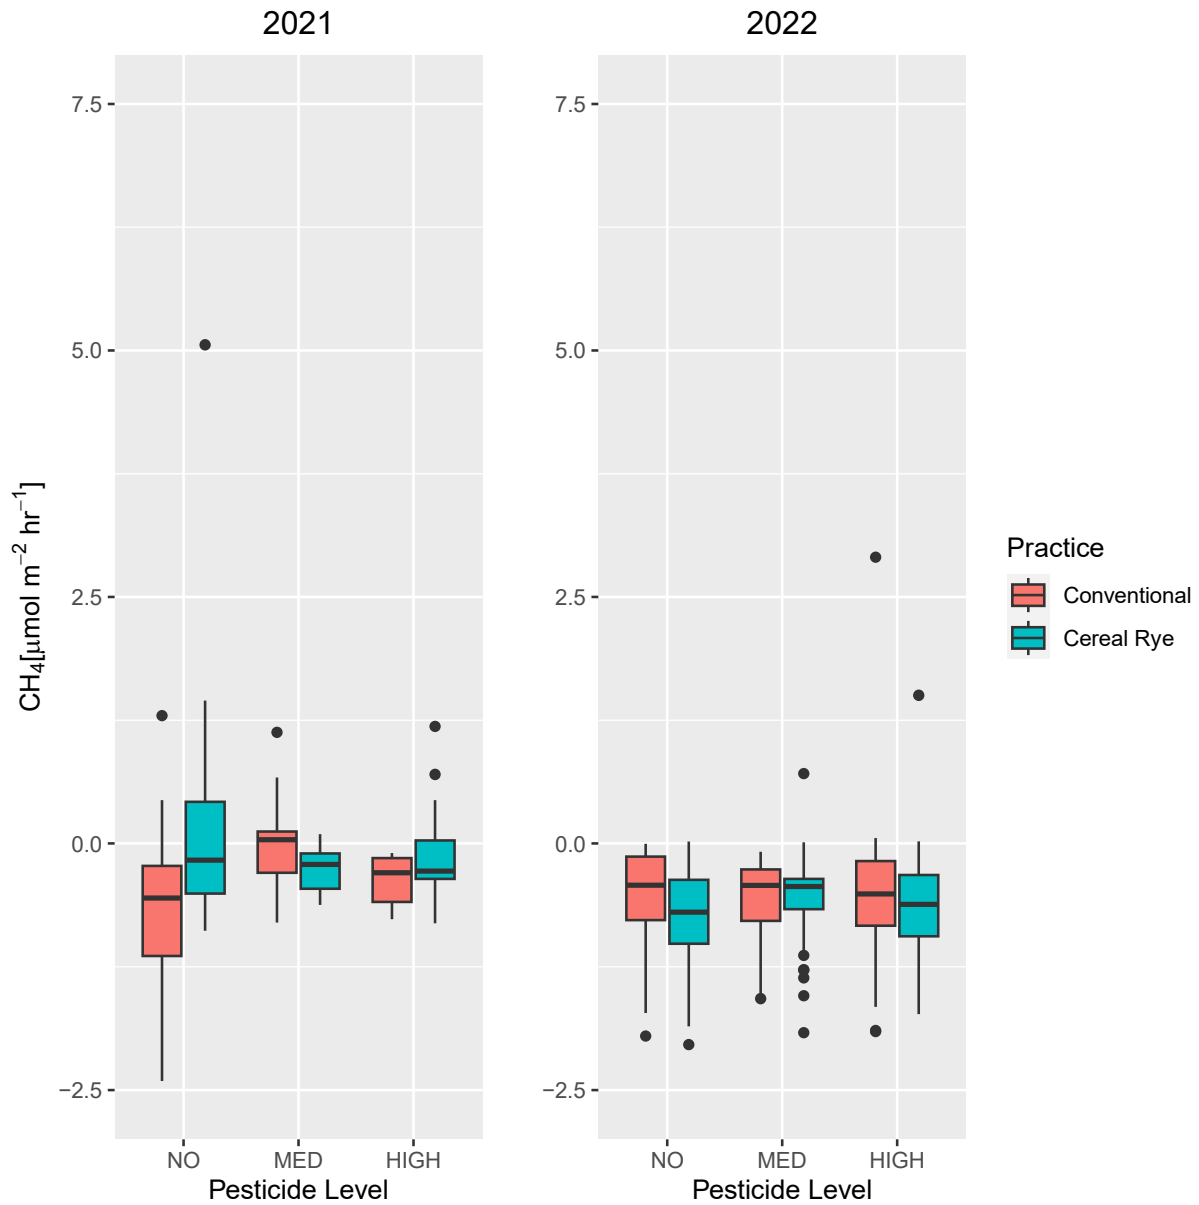 2021
2022
CH₄[μmol m⁻² hr⁻¹]
7.5
5.0
2.5
0.0
−2.5
NO MED HIGH
Pesticide Level
7.5
5.0
2.5
0.0
−2.5
NO MED HIGH
Pesticide Level
Practice
Conventional
Cereal Rye